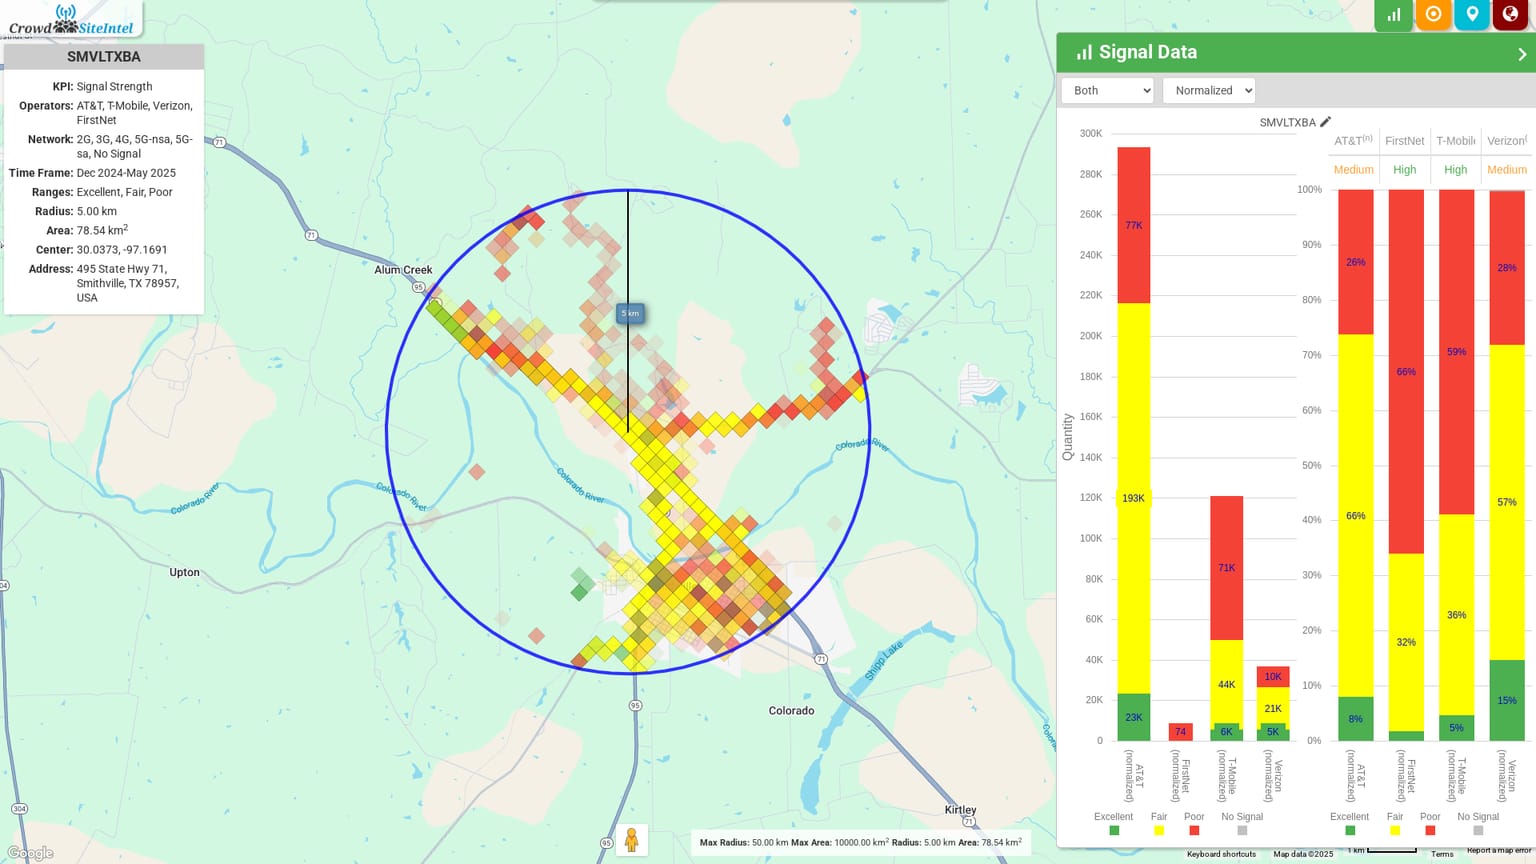 Crowd SiteIntel
SMVLTXBA
KPI: Signal Strength
Operators: AT&T, T-Mobile, Verizon,
FirstNet
Network: 2G, 3G, 4G, 5G-nsa, 5G-
sa, No Signal
Time Frame: Dec 2024-May 2025
Ranges: Excellent, Fair, Poor
Radius: 5.00 km
Area: 78.54 km2
Center: 30.0373, -97.1691
Address: 495 State Hwy 71,
Smithville, TX 78957,
USA
71
71
Alum Creek
95
5 km
Colorado River
Colorado River
Colorado River
Colorado River
Upton
304
95
71
Shipp Lake
Colorado
304
Kirtley
71
95
Google
Max Radius: 50.00 km Max Area: 10000.00 km2 Radius: 5.00 km Area: 78.54 km2
Signal Data
Both
Normalized
SMVLTXBA
Quantity
300K
280K
260K
240K
220K
200K
180K
160K
140K
120K
100K
80K
60K
40K
20K
0
77K
193K
23K
74
71K
44K
6K
10K
21K
5K
AT&T
(normalized)
FirstNet
(normalized)
T-Mobile
(normalized)
Verizon
(normalized)
Excellent
Fair
Poor
No Signal
AT&T(n)
FirstNet
T-Mobile
Verizon(
Medium
High
High
Medium
100%
90%
80%
70%
60%
50%
40%
30%
20%
10%
0%
26%
66%
8%
66%
32%
59%
36%
5%
28%
57%
15%
AT&T
(normalized)
FirstNet
(normalized)
T-Mobile
(normalized)
Verizon
(normalized)
Excellent
Fair
Poor
No Signal
Keyboard shortcuts
Map data ©2025
1 km
Terms
Report a map error